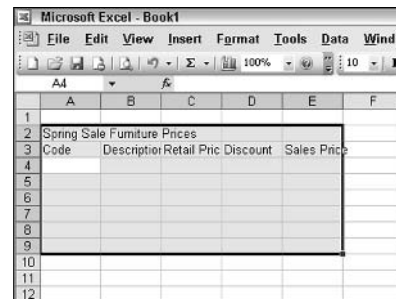 Microsoft Excel - Book1
File Edit View Insert Format Tools Data Wind
Σ 100% 10
A4 fx
A B C D E F
1
2 Spring Sale Furniture Prices
3 Code Description Retail Pric Discount Sales Price
4
5
6
7
8
9
10
11
12